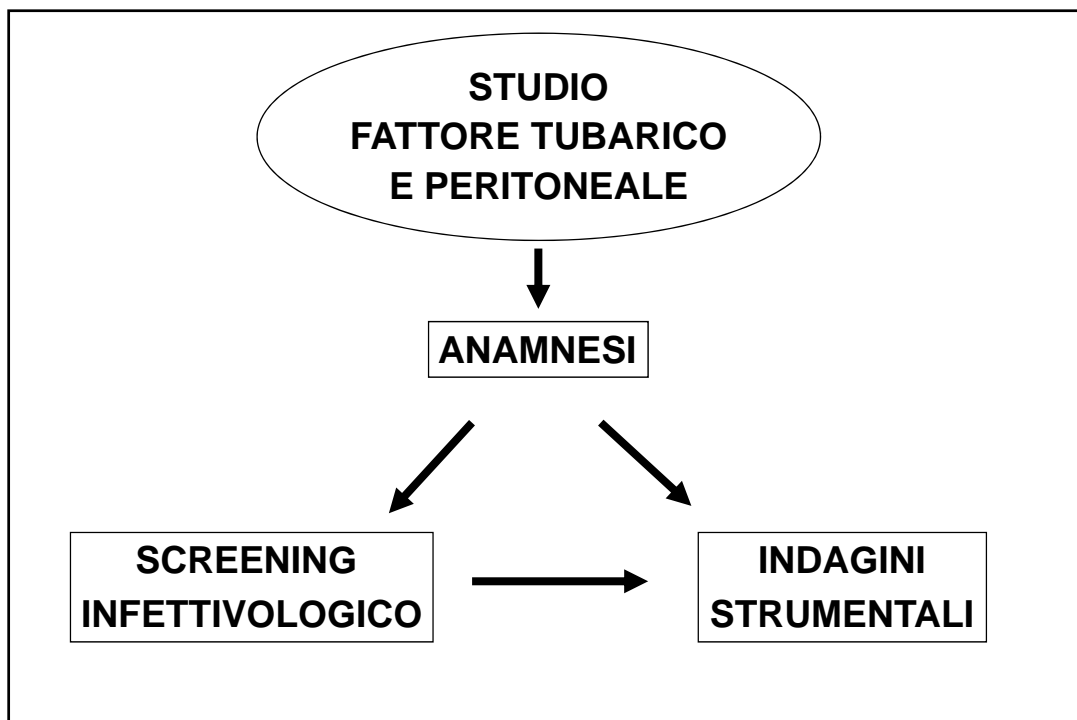 STUDIO
FATTORE TUBARICO
E PERITONEALE
ANAMNESI
SCREENING
INFETTIVOLOGICO
INDAGINI
STRUMENTALI